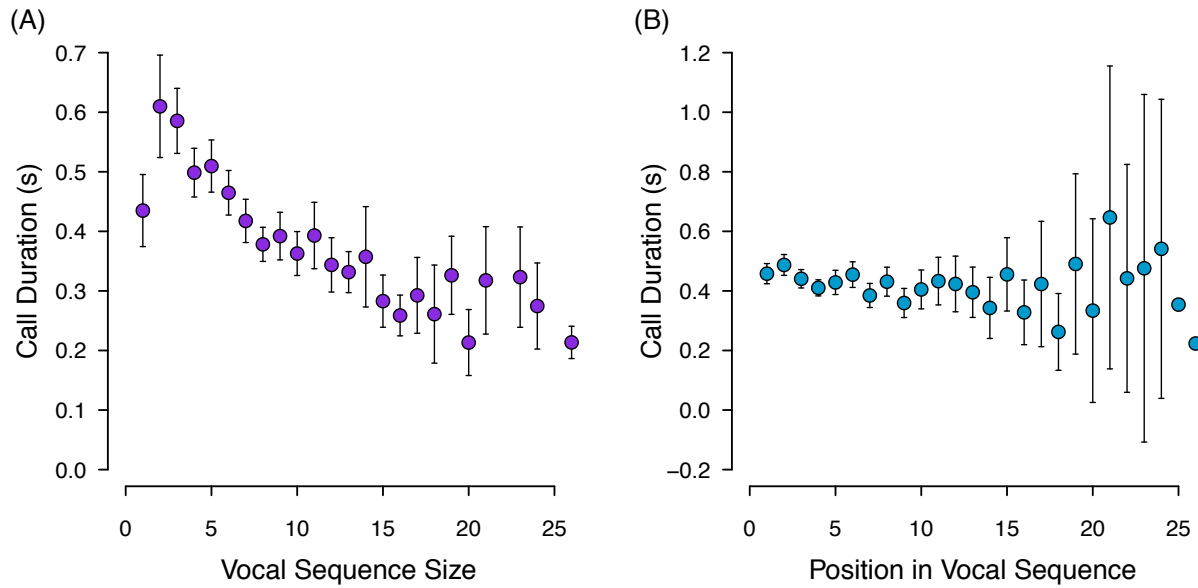 (A)
0.7
0.6
0.5
0.4
0.3
0.2
0.1
0.0
Call Duration (s)
0 5 10 15 20 25
Vocal Sequence Size
(B)
1.2
1.0
0.8
0.6
0.4
0.2
0.0
−0.2
Call Duration (s)
0 5 10 15 20 25
Position in Vocal Sequence